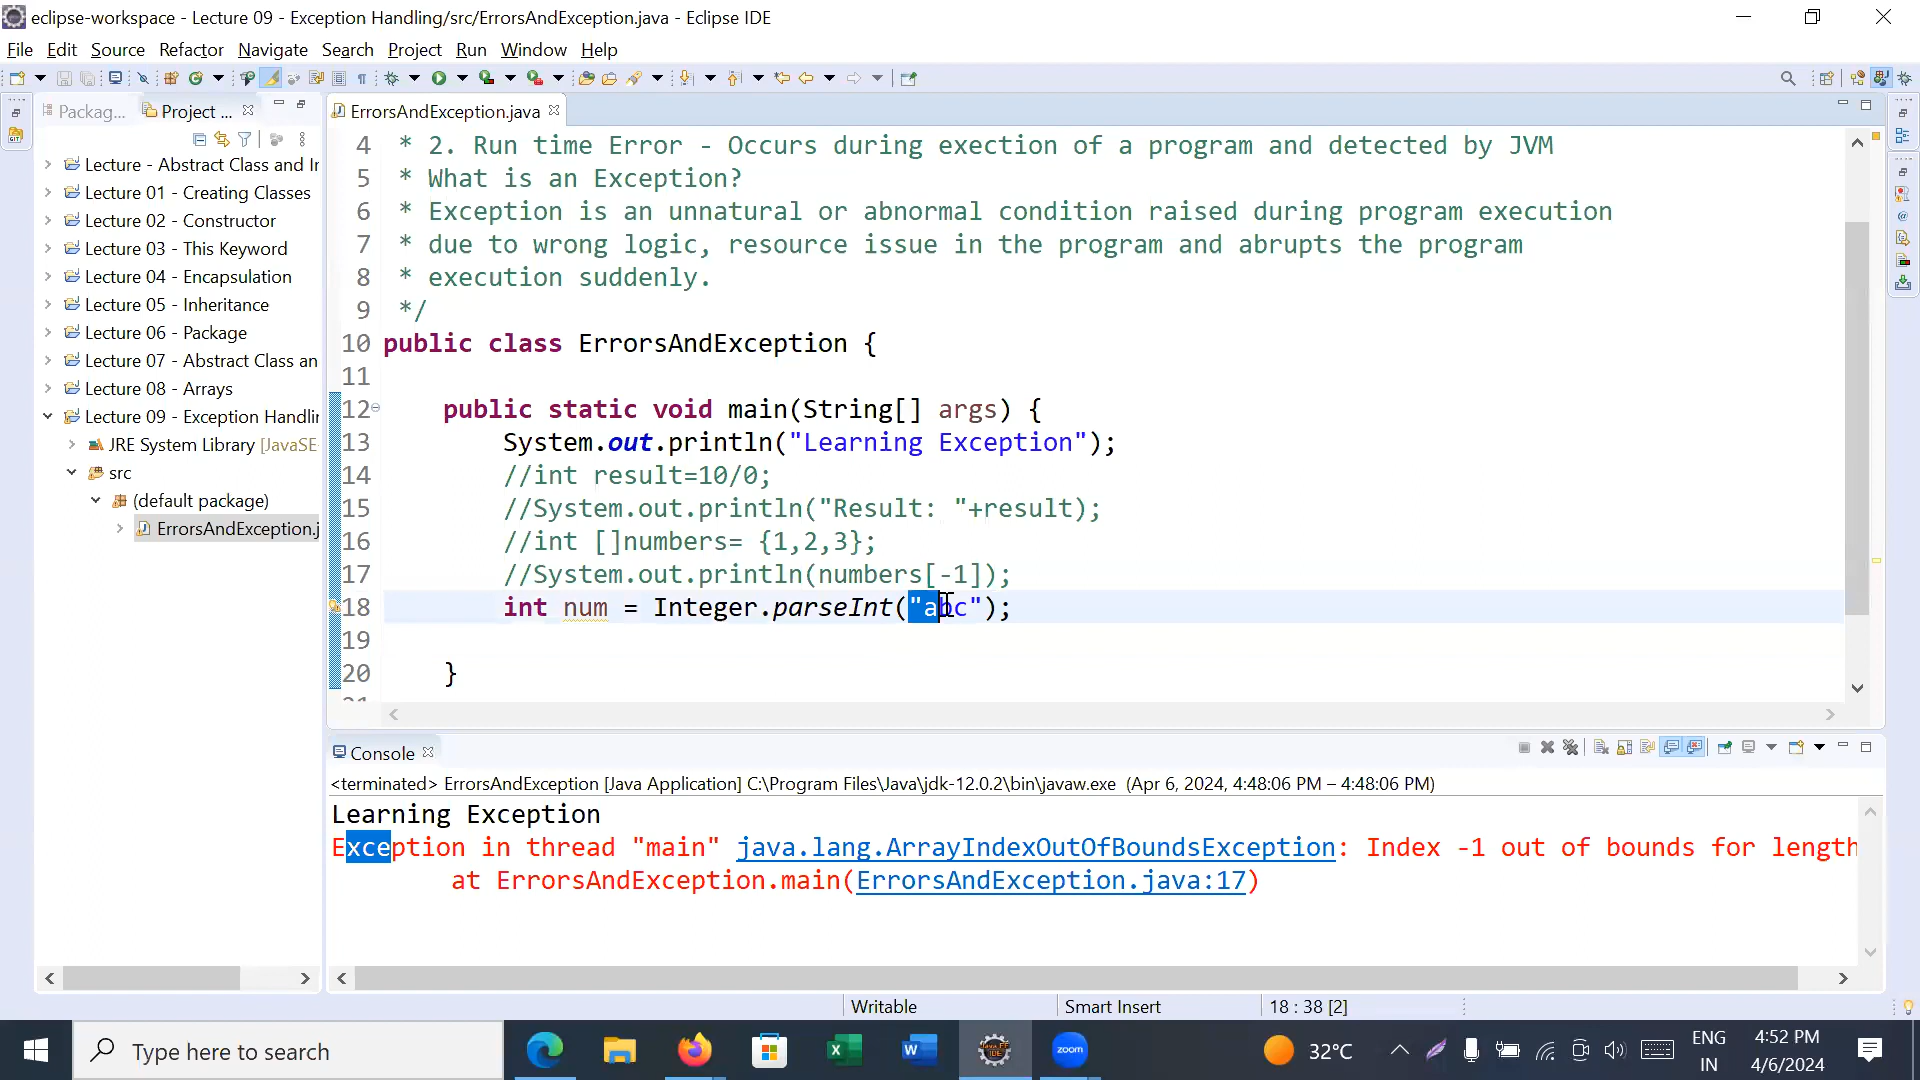 eclipse-workspace - Lecture 09 - Exception Handling/src/ErrorsAndException.java - Eclipse IDE
File Edit Source Refactor Navigate Search Project Run Window Help
Packag... Project ...
ErrorsAndException.java
Lecture - Abstract Class and Ir
Lecture 01 - Creating Classes
Lecture 02 - Constructor
Lecture 03 - This Keyword
Lecture 04 - Encapsulation
Lecture 05 - Inheritance
Lecture 06 - Package
Lecture 07 - Abstract Class an
Lecture 08 - Arrays
Lecture 09 - Exception Handlir
JRE System Library [JavaSE
src
(default package)
ErrorsAndException.j
4 * 2. Run time Error - Occurs during exection of a program and detected by JVM
5 * What is an Exception?
6 * Exception is an unnatural or abnormal condition raised during program execution
7 * due to wrong logic, resource issue in the program and abrupts the program
8 * execution suddenly.
9 */
10 public class ErrorsAndException {
11
12 public static void main(String[] args) {
13 System.out.println("Learning Exception");
14 //int result=10/0;
15 //System.out.println("Result: "+result);
16 //int []numbers= {1,2,3};
17 //System.out.println(numbers[-1]);
18 int num = Integer.parseInt("abc");
19
20 }
Console
<terminated> ErrorsAndException [Java Application] C:\Program Files\Java\jdk-12.0.2\bin\javaw.exe (Apr 6, 2024, 4:48:06 PM – 4:48:06 PM)
Learning Exception
Exception in thread "main" java.lang.ArrayIndexOutOfBoundsException: Index -1 out of bounds for length
at ErrorsAndException.main(ErrorsAndException.java:17)
Writable Smart Insert 18 : 38 [2]
Type here to search
zoom
32°C
ENG
IN
4:52 PM
4/6/2024